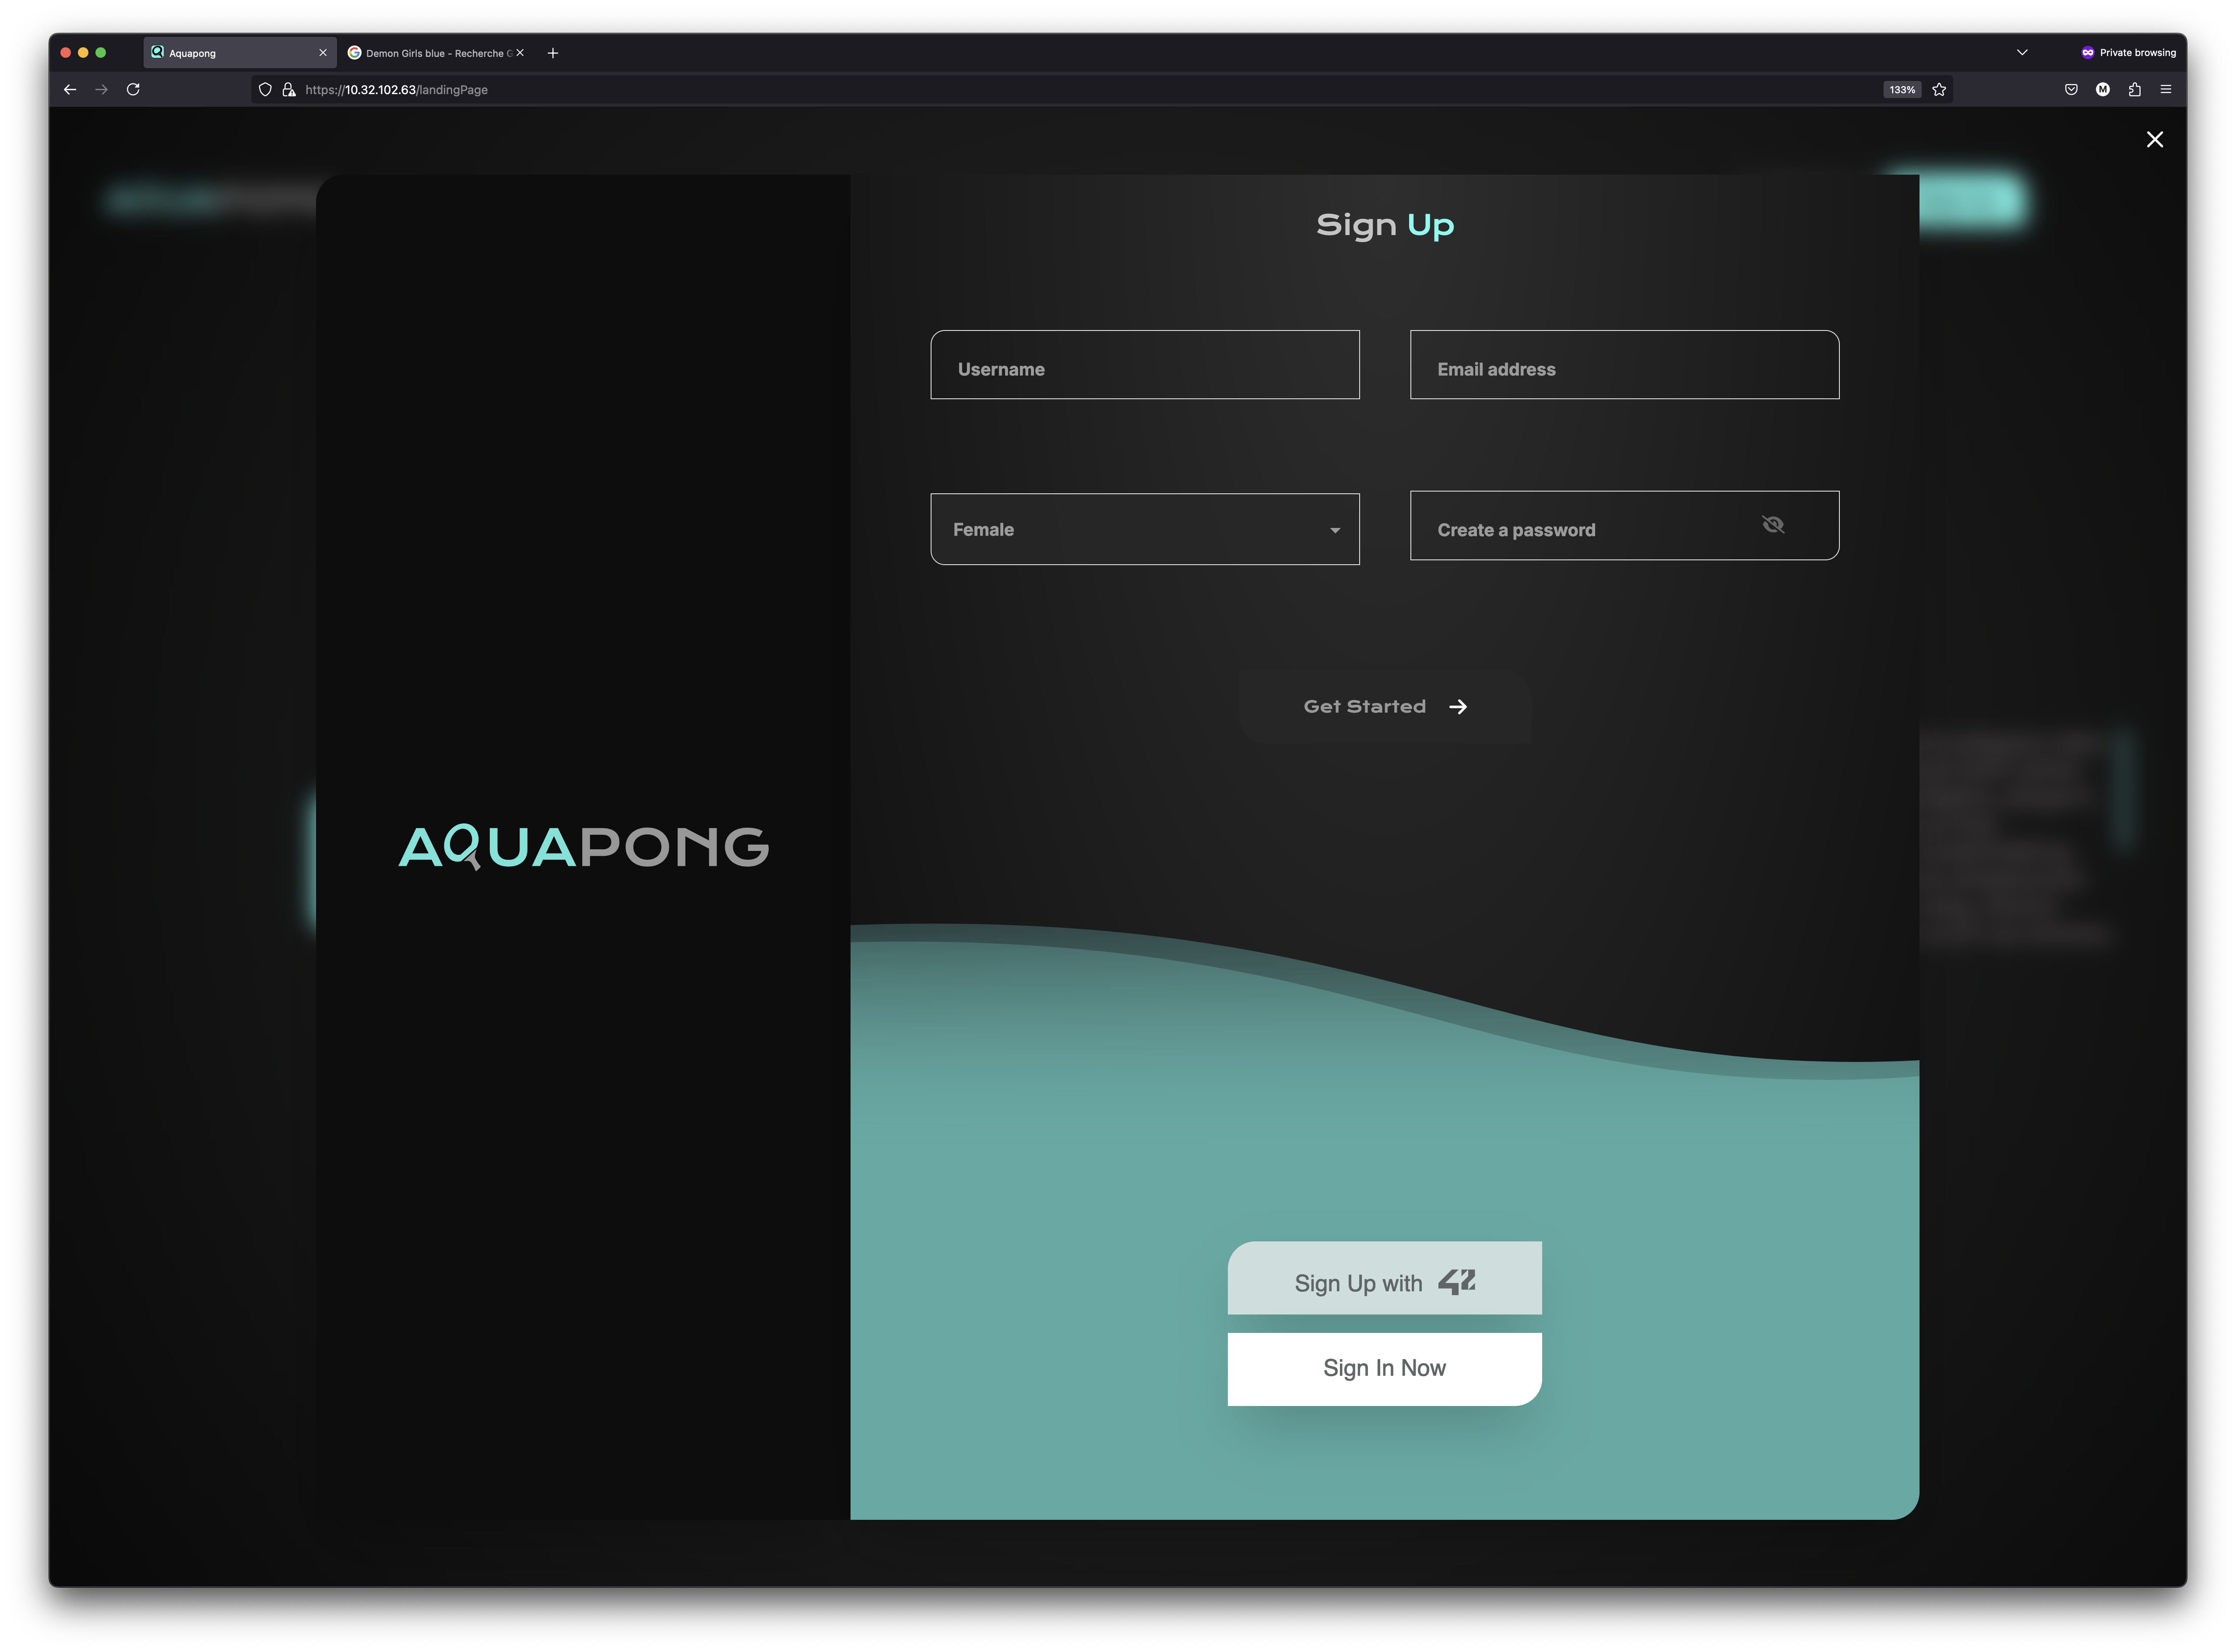 Aquapong
Demon Girls blue - Recherche G
Private browsing
https://10.32.102.63/landingPage
133%
M
Sign Up
Username
Email address
Female
Create a password
Get Started
AQUAPONG
Sign Up with 42
Sign In Now